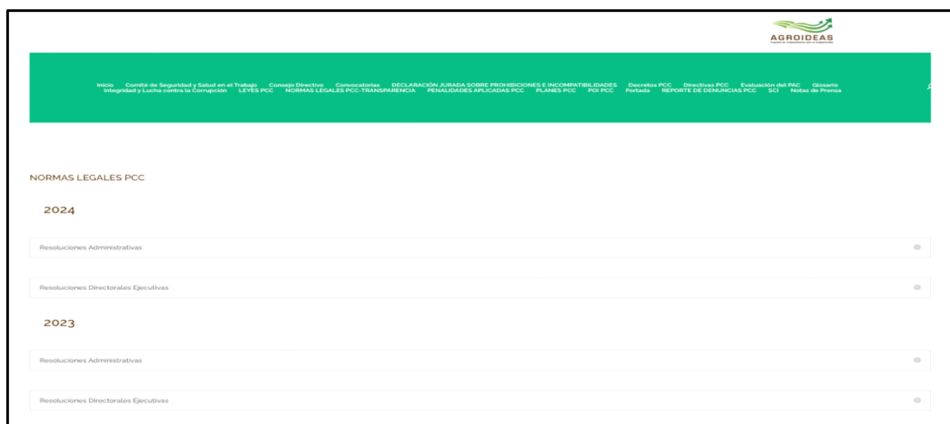 AGROIDEAS
Inicio Comité de Seguridad y Salud en el Trabajo Consejo Directivo Convocatorias DECLARACIÓN JURADA SOBRE PROHIBICIONES E INCOMPATIBILIDADES Decretos PCC Directivas PCC Evaluación del PAC Glosario
Integridad y Lucha contra la Corrupción LEYES PCC NORMAS LEGALES PCC-TRANSPARENCIA PENALIDADES APLICADAS PCC PLANES PCC POI PCC Portada REPORTE DE DENUNCIAS PCC SCI Notas de Prensa
NORMAS LEGALES PCC
2024
Resoluciones Administrativas
Resoluciones Directorales Ejecutivas
2023
Resoluciones Administrativas
Resoluciones Directorales Ejecutivas